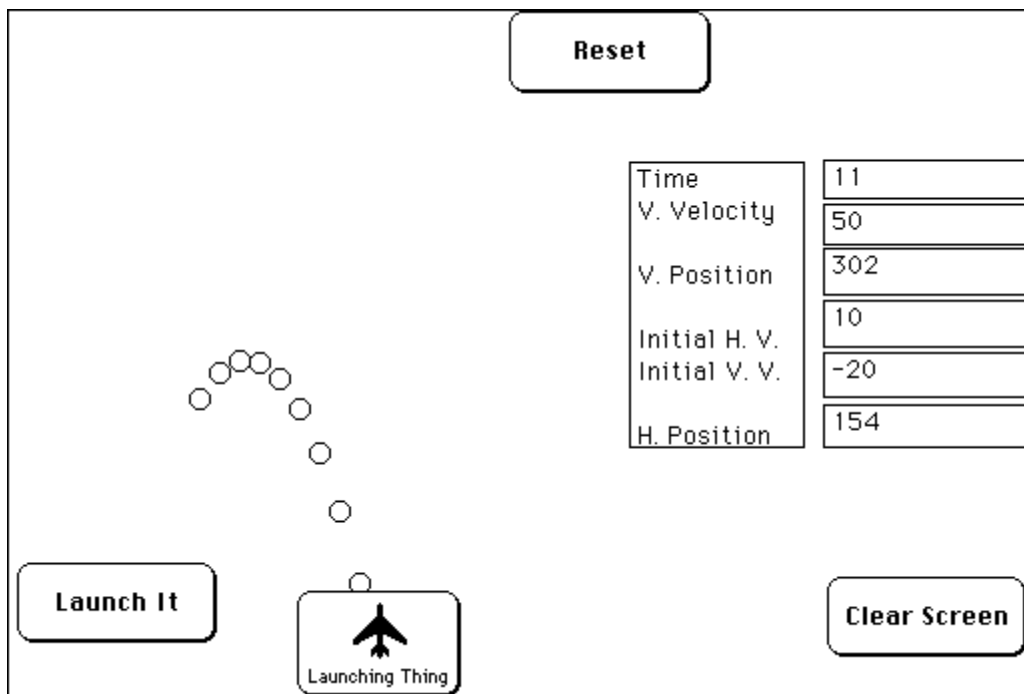 Reset
Time
11
V. Velocity
50
V. Position
302
Initial H. V.
10
Initial V. V.
-20
H. Position
154
Launch It
Launching Thing
Clear Screen